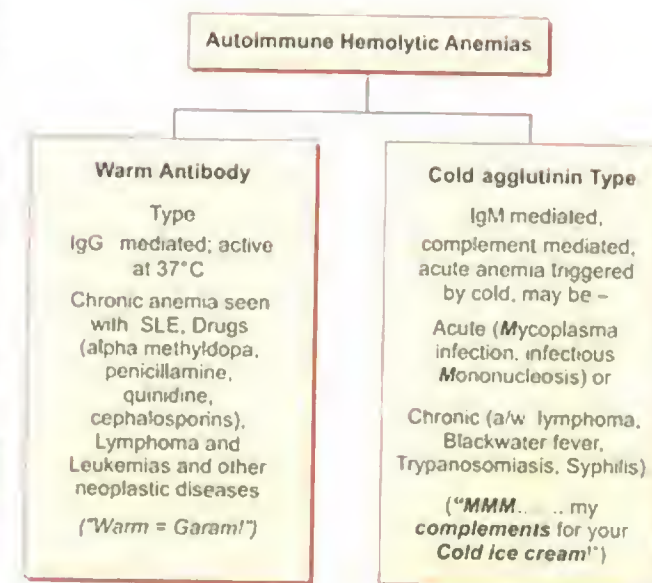 Autoimmune Hemolytic Anemias
Warm Antibody
Type
IgG mediated; active
at 37°C
Chronic anemia seen
with SLE, Drugs
(alpha methyldopa,
penicillamine,
quinidine,
cephalosporins),
Lymphoma and
Leukemias and other
neoplastic diseases
("Warm = Garam!")
Cold agglutinin Type
IgM mediated,
complement mediated,
acute anemia triggered
by cold, may be –
Acute (Mycoplasma
infection, infectious
Mononucleosis) or
Chronic (a/w lymphoma,
Blackwater fever,
Trypanosomiasis, Syphilis)
("MMM..... .. my
complements for your
Cold ice cream!")